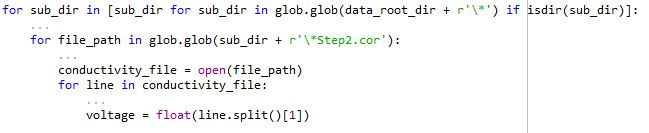 for sub_dir in [sub_dir for sub_dir in glob.glob(data_root_dir + r'\*') if isdir(sub_dir)]:
...
for file_path in glob.glob(sub_dir + r'\*Step2.cor'):
...
conductivity_file = open(file_path)
for line in conductivity_file:
...
voltage = float(line.split()[1])